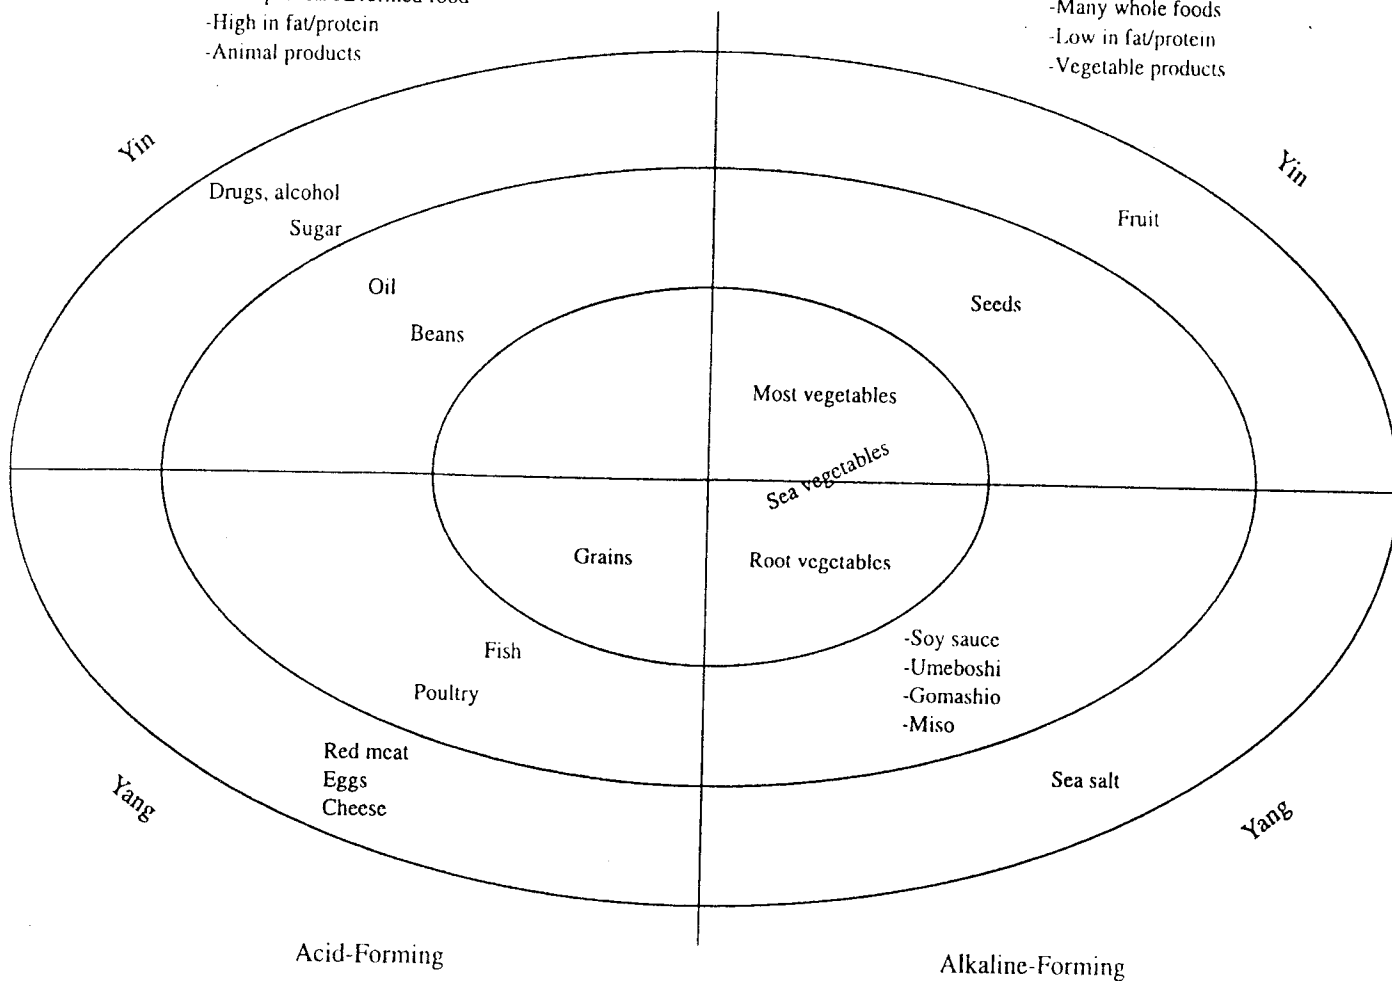 formed food
-High in fat/protein
-Animal products
-Many whole foods
-Low in fat/protein
-Vegetable products
Yin
Yin
Drugs, alcohol
Sugar
Fruit
Oil
Seeds
Beans
Most vegetables
Sea vegetables
Grains
Root vegetables
Fish
Poultry
-Soy sauce
-Umeboshi
-Gomashio
-Miso
Red meat
Eggs
Cheese
Sea salt
Yang
Yang
Acid-Forming
Alkaline-Forming